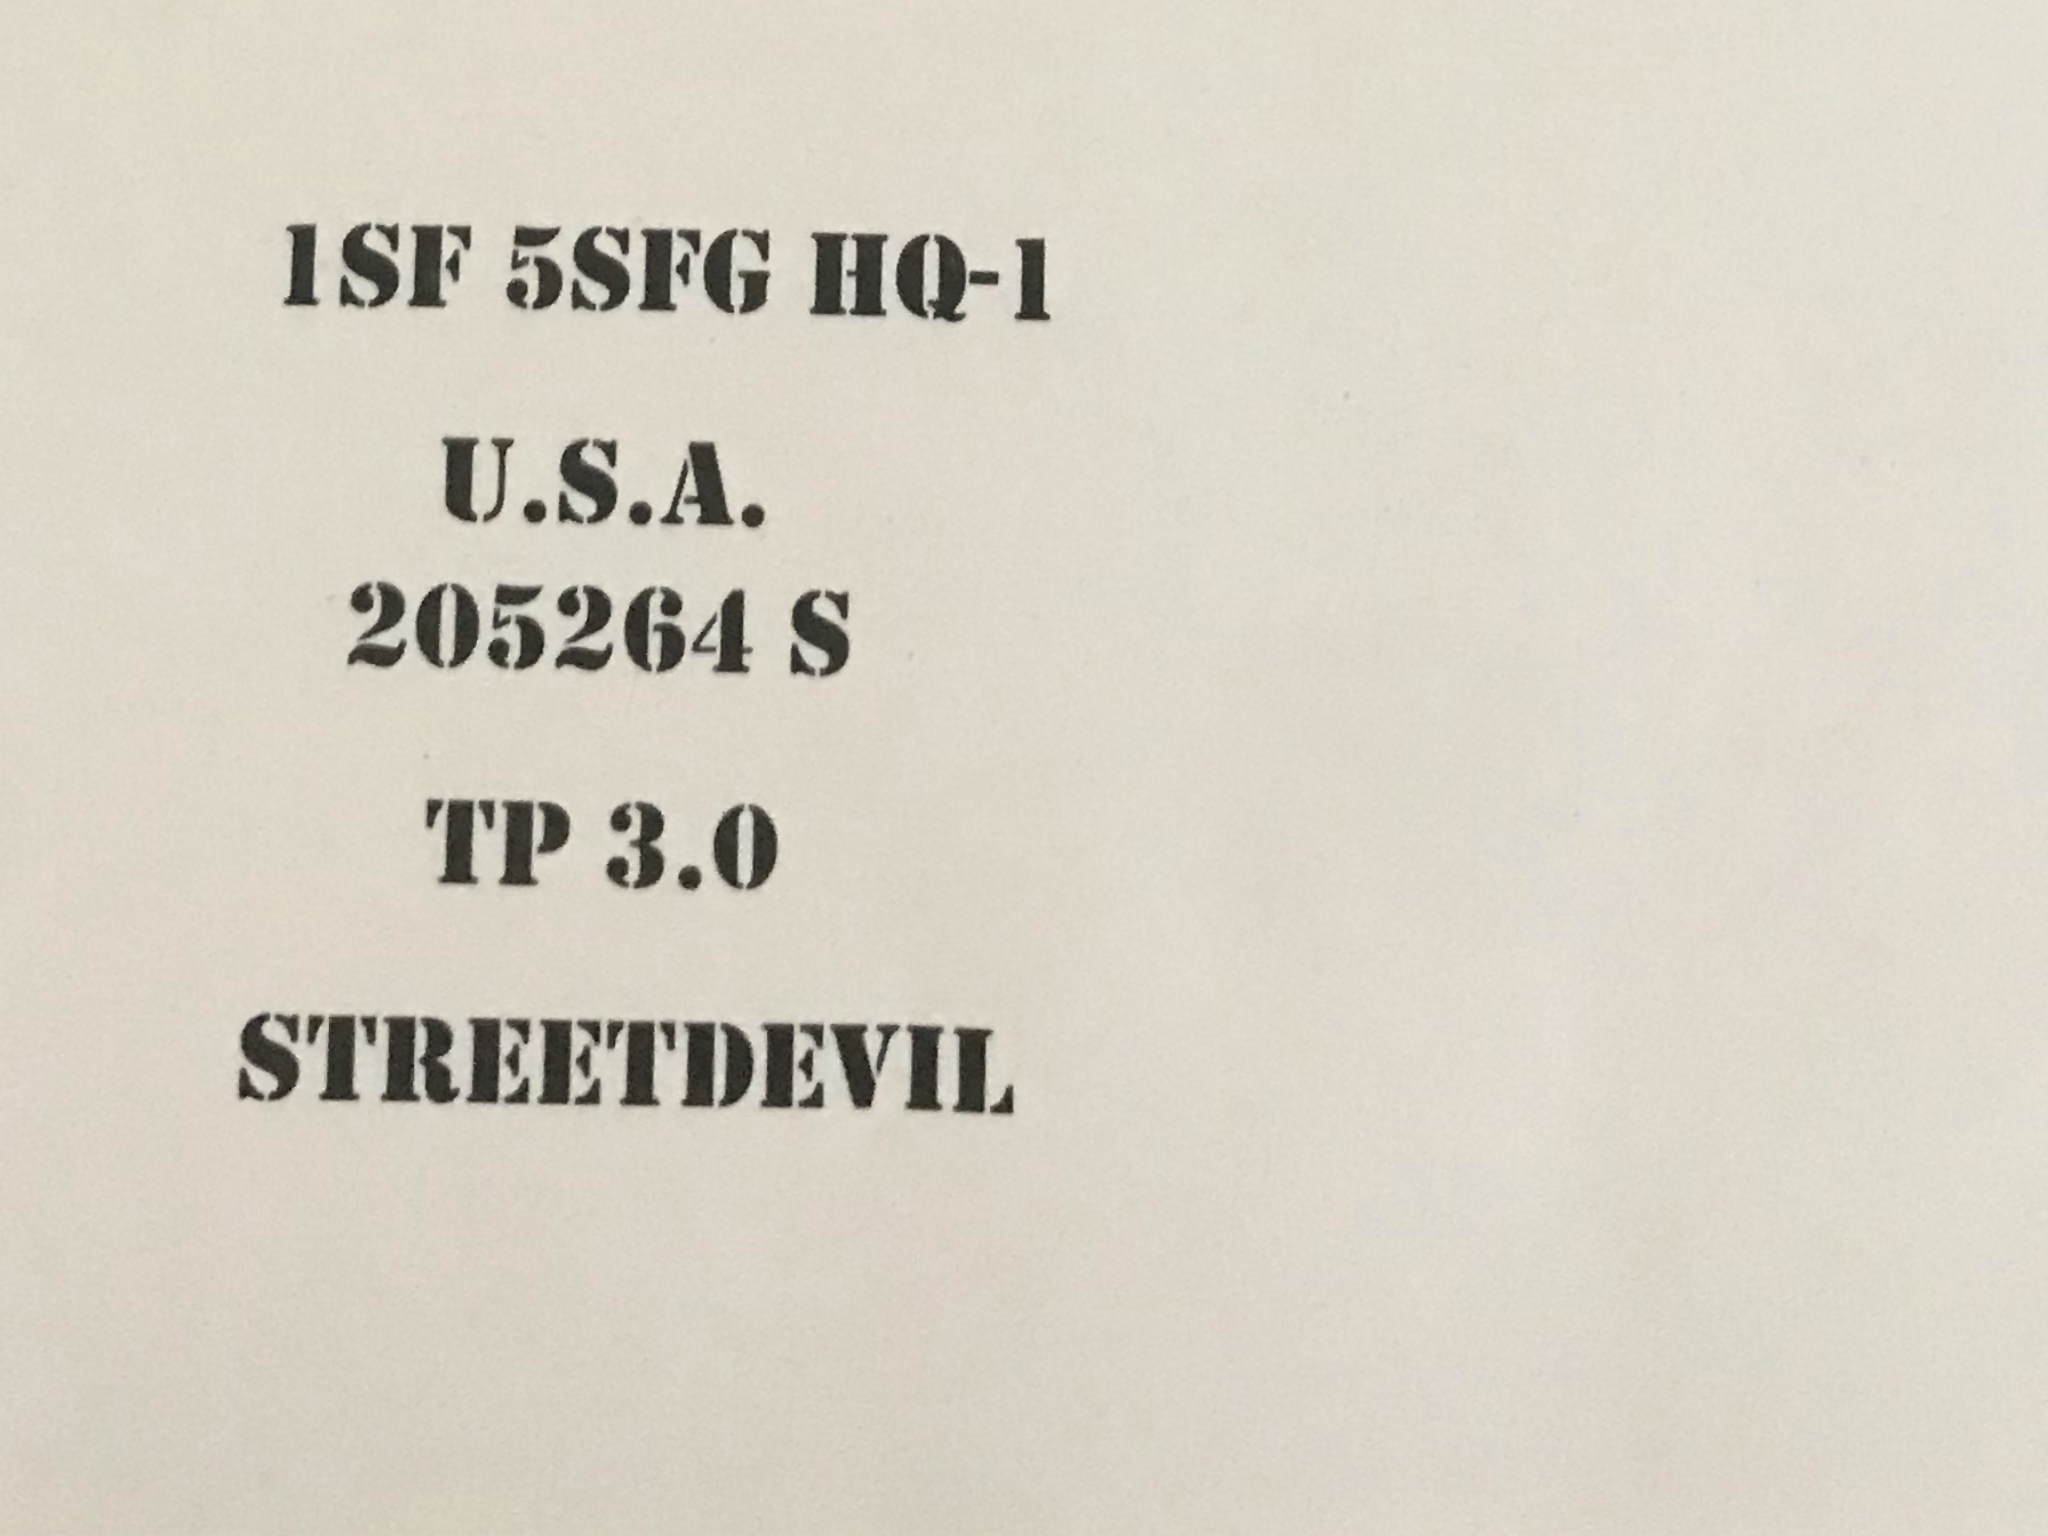 1SF 5SFG HQ-1
U.S.A.
205264 S
TP 3.0
STREETDEVIL